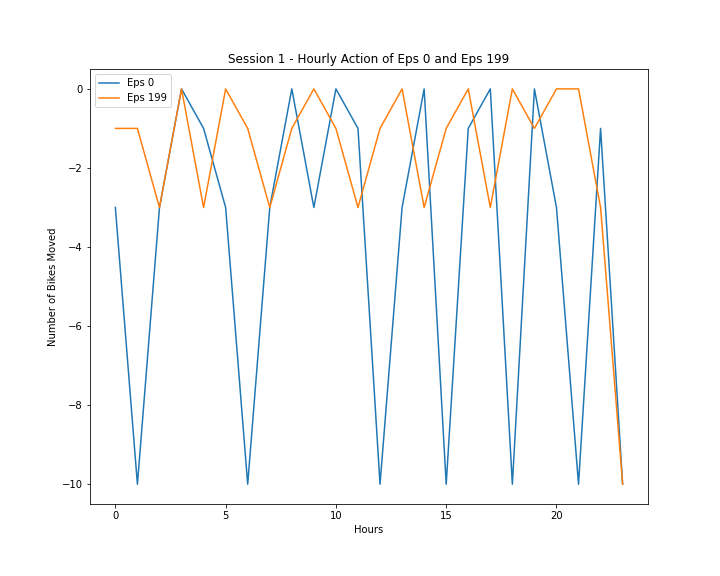 Session 1 - Hourly Action of Eps 0 and Eps 199
Eps 0
Eps 199
0
−2
−4
−6
−8
−10
Number of Bikes Moved
0 5 10 15 20
Hours